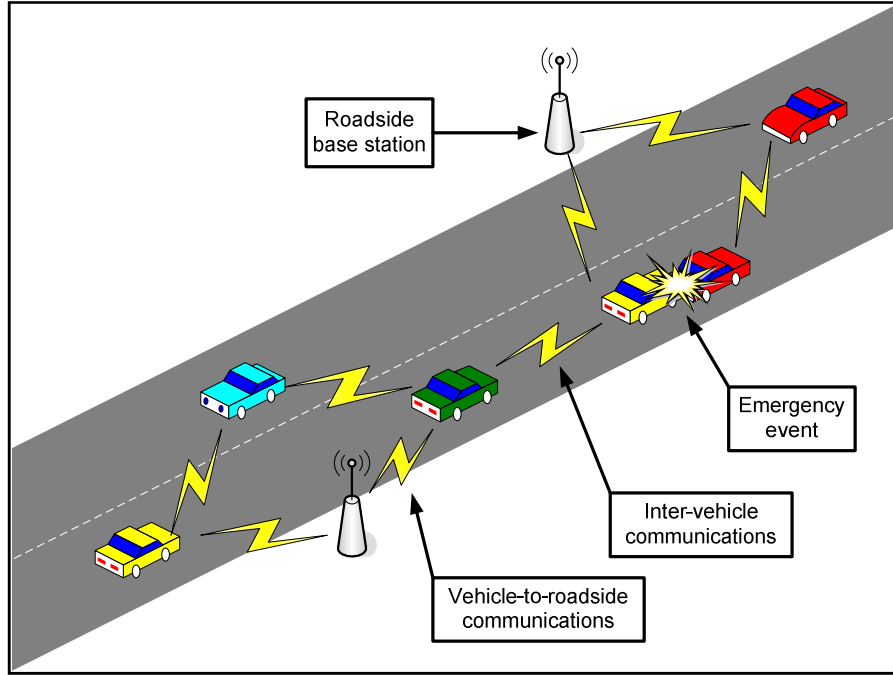 Roadside
base station
Emergency
event
Inter-vehicle
communications
Vehicle-to-roadside
communications